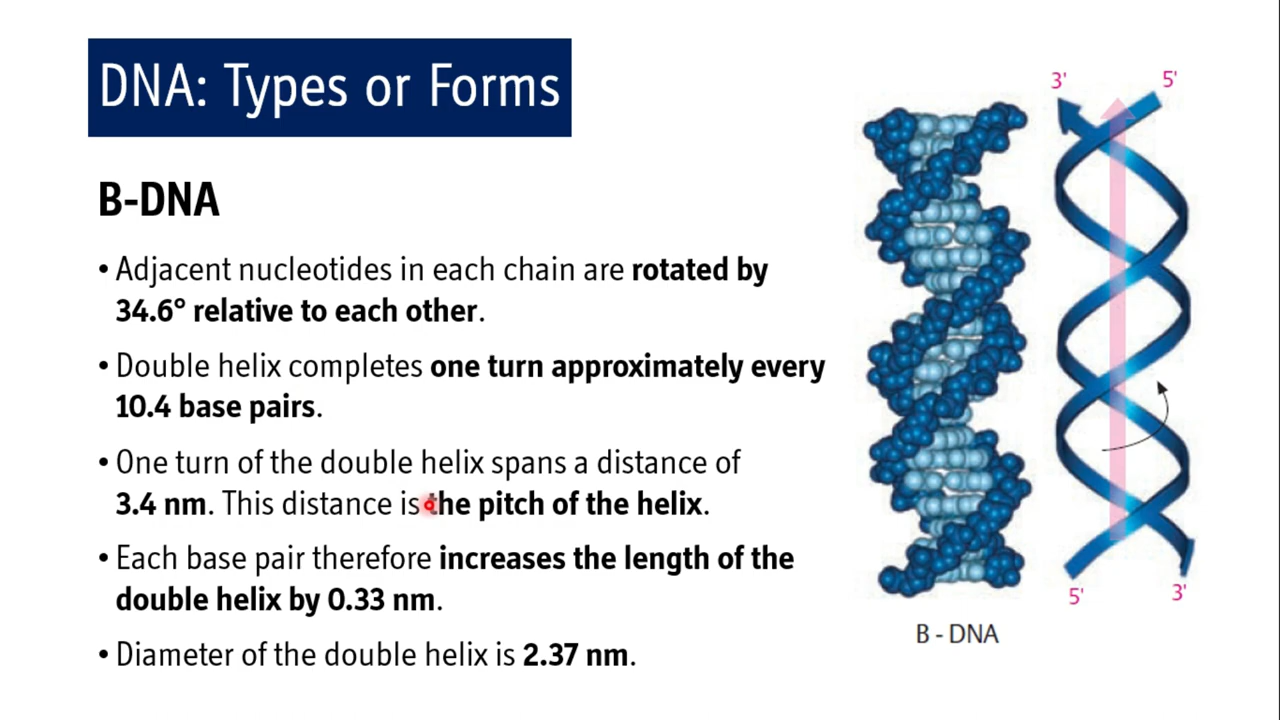 DNA: Types or Forms
B-DNA
• Adjacent nucleotides in each chain are rotated by
34.6° relative to each other.
• Double helix completes one turn approximately every
10.4 base pairs.
• One turn of the double helix spans a distance of
3.4 nm. This distance is the pitch of the helix.
• Each base pair therefore increases the length of the
double helix by 0.33 nm.
• Diameter of the double helix is 2.37 nm.
3' 5'
5' 3'
B - DNA